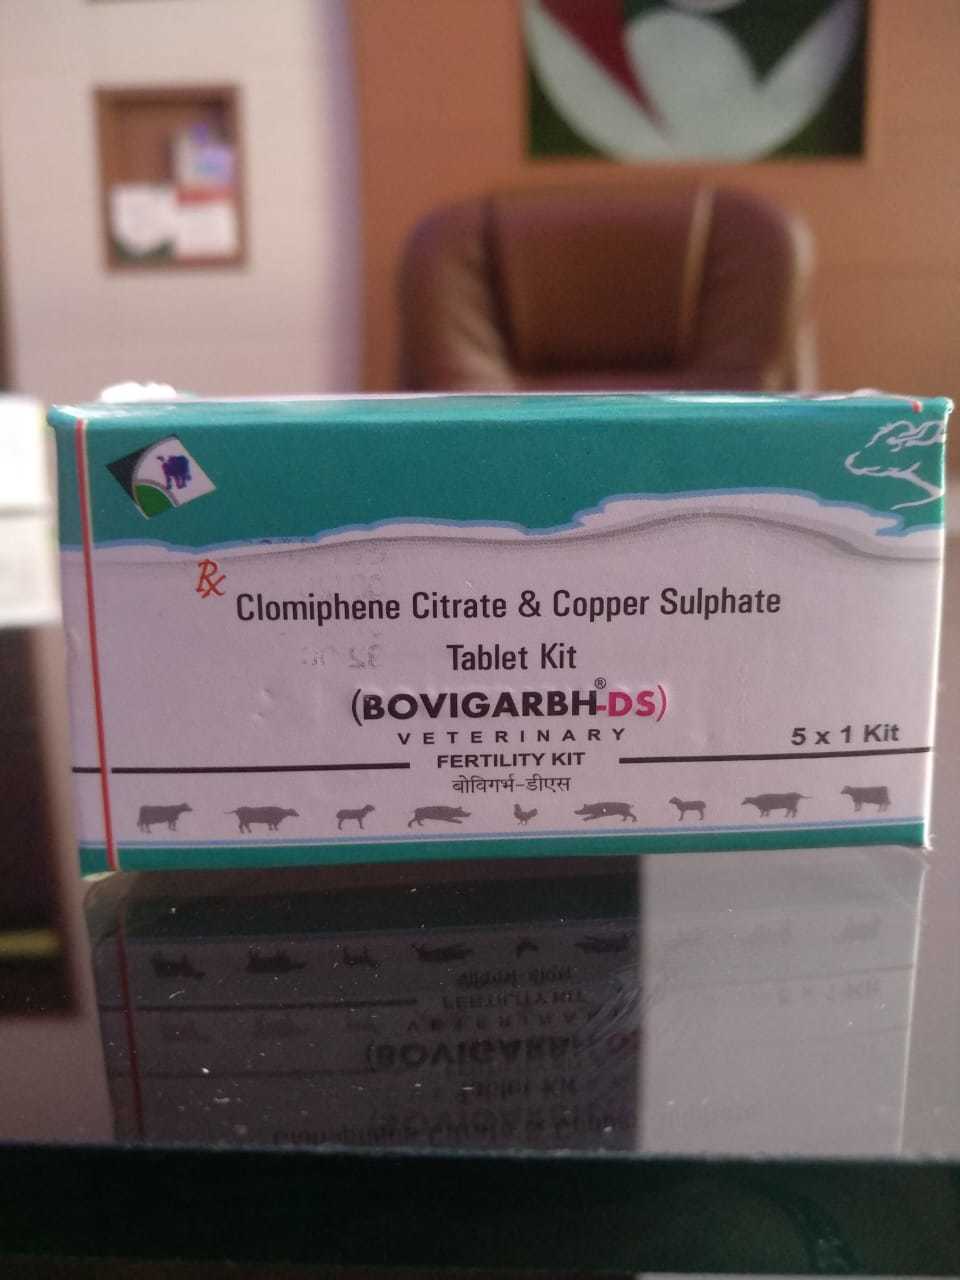 Rx
Clomiphene Citrate & Copper Sulphate
Tablet Kit
(BOVIGARBH®-DS)
VETERINARY
5 x 1 Kit
FERTILITY KIT
बोविगर्भ-डीएस